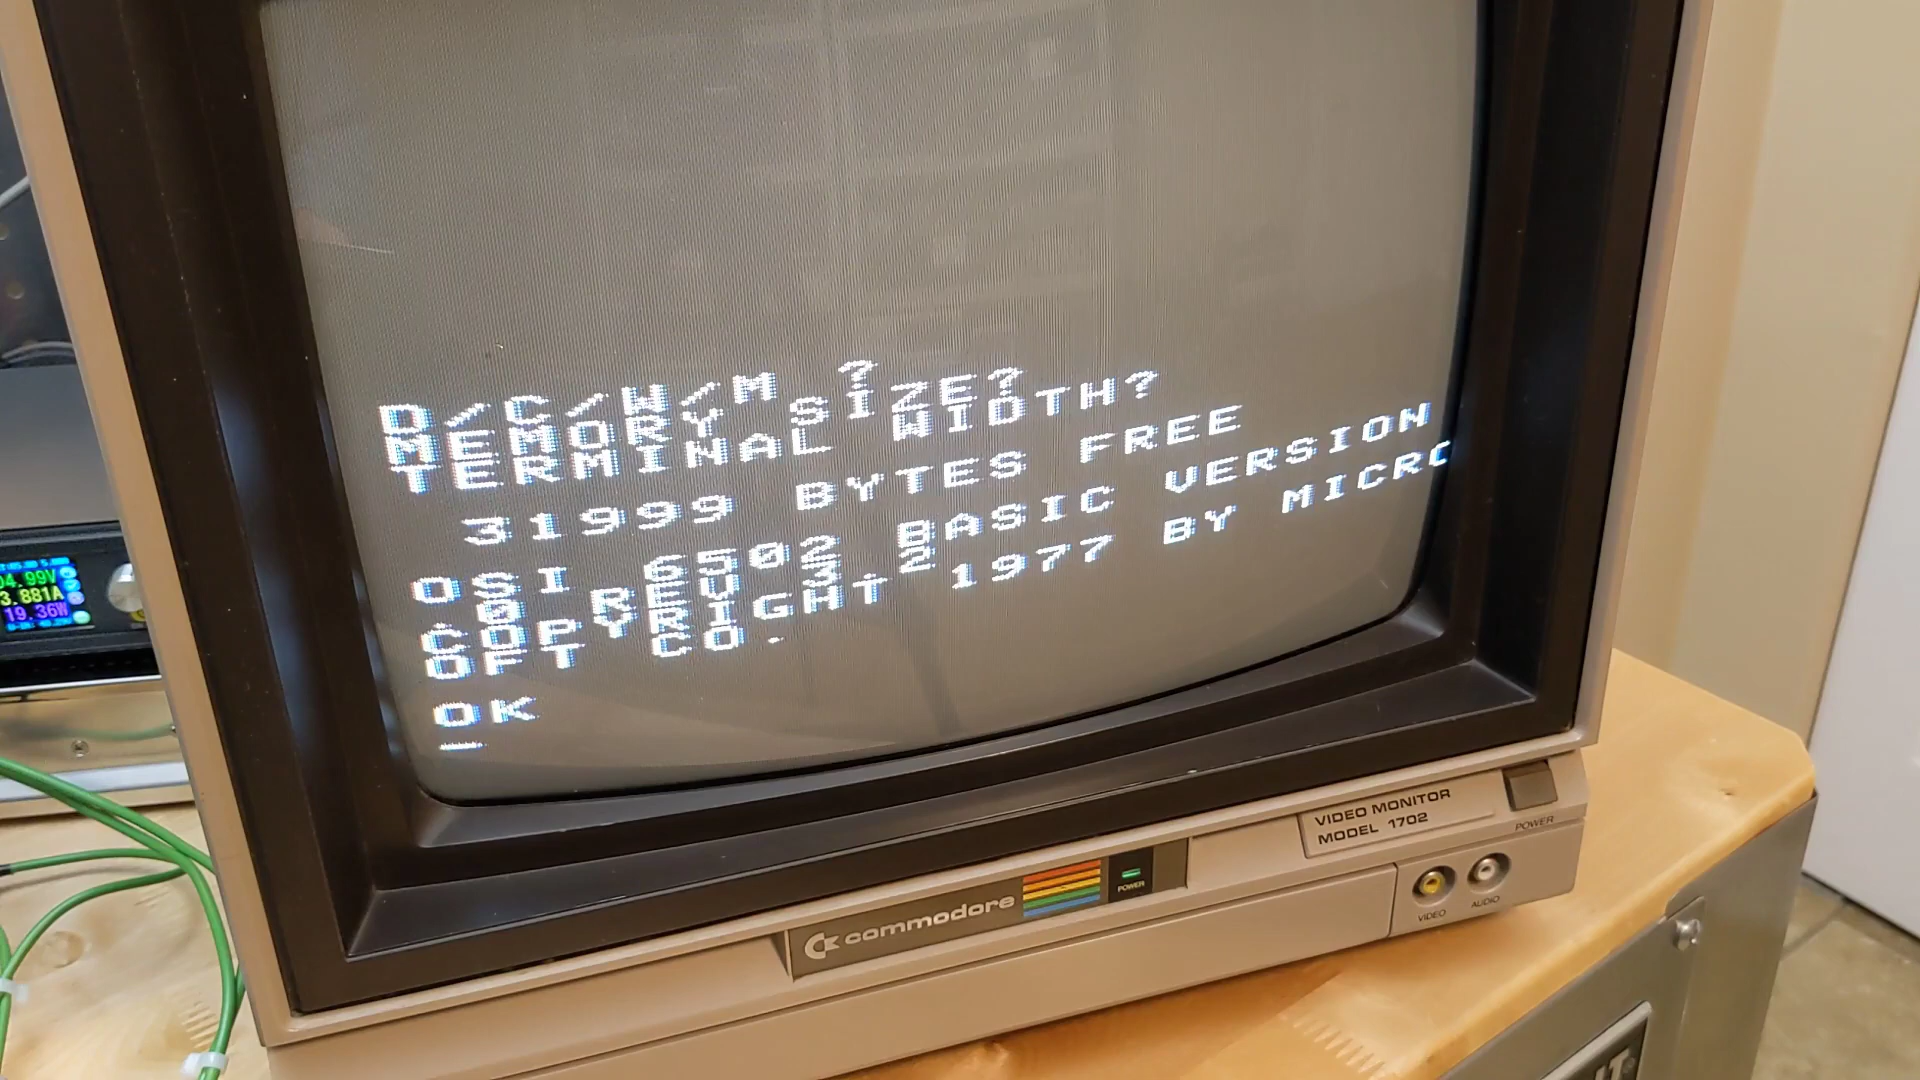 D/C/W/M ?
MEMORY SIZE?
TERMINAL WIDTH?
31999 BYTES FREE
OSI 6502 BASIC VERSION
0 REV 3.2
COPYRIGHT 1977 BY MICRO
OFT CO.
OK
04.99V
3.881A
19.36W
VIDEO MONITOR
MODEL 1702
POWER
commodore
POWER
VIDEO
AUDIO